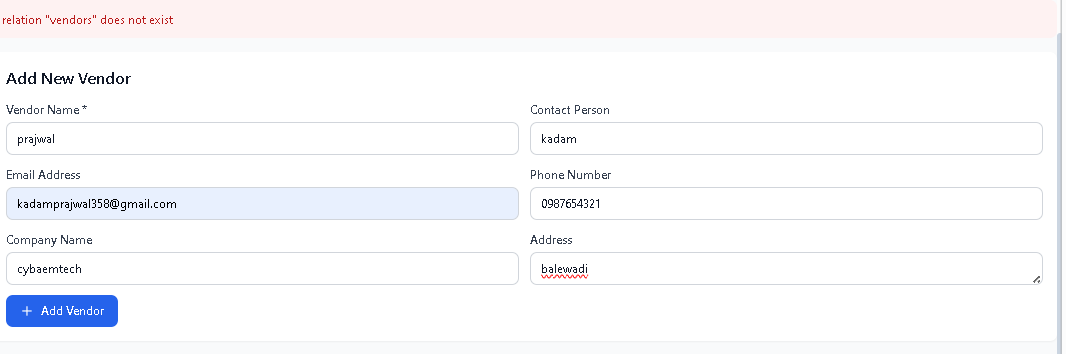 relation "vendors" does not exist
Add New Vendor
Vendor Name *
Contact Person
prajwal
kadam
Email Address
Phone Number
kadamprajwal358@gmail.com
0987654321
Company Name
Address
cybaemtech
balewadi
+ Add Vendor